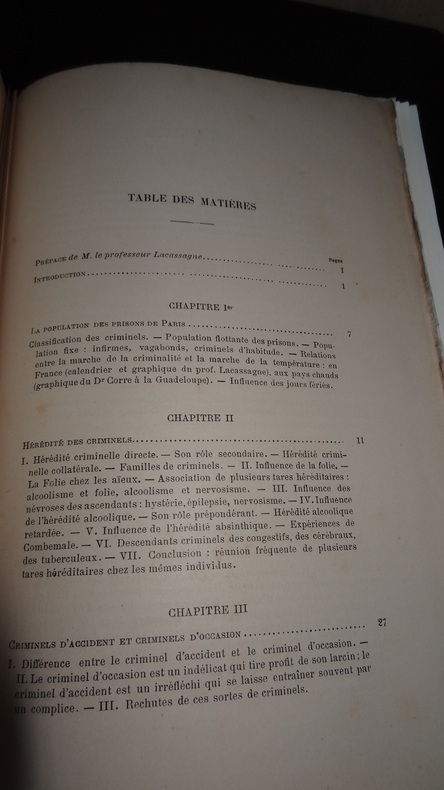 TABLE DES MATIÈRES
Pages
PRÉFACE de M. le professeur Lacassagne.................... I
INTRODUCTION.................................... 1
CHAPITRE Ier
LA POPULATION DES PRISONS DE PARIS......................... 7
Classification des criminels. — Population flottante des prisons. — Popu-
lation fixe : infirmes, vagabonds, criminels d'habitude. — Relations
entre la marche de la criminalité et la marche de la température : en
France (calendrier et graphique du prof. Lacassagne), aux pays chauds
(graphique du Dr Corre à la Guadeloupe). — Influence des jours fériés.
CHAPITRE II
HÉRÉDITÉ DES CRIMINELS........................................ 11
I. Hérédité criminelle directe. — Son rôle secondaire. — Hérédité crimi-
nelle collatérale. — Familles de criminels. — II. Influence de la folie. —
La Folie chez les aïeux. — Association de plusieurs tares héréditaires :
alcoolisme et folie, alcoolisme et nervosisme. — III. Influence des
névroses des ascendants : hystérie, épilepsie, nervosisme. — IV. Influence
de l'hérédité alcoolique. — Son rôle prépondérant. — Hérédité alcoolique
retardée. — V. Influence de l'hérédité absinthique. — Expériences de
Combemale. — VI. Descendants criminels des congestifs, des cérébraux,
des tuberculeux. — VII. Conclusion : réunion fréquente de plusieurs
tares héréditaires chez les mêmes individus.
CHAPITRE III
CRIMINELS D'ACCIDENT ET CRIMINELS D'OCCASION........................ 27
I. Différence entre le criminel d'accident et le criminel d'occasion. —
II. Le criminel d'occasion est un indélicat qui tire profit de son larcin; le
criminel d'accident est un irréfléchi qui se laisse entraîner souvent par
un complice. — III. Rechutes de ces sortes de criminels.